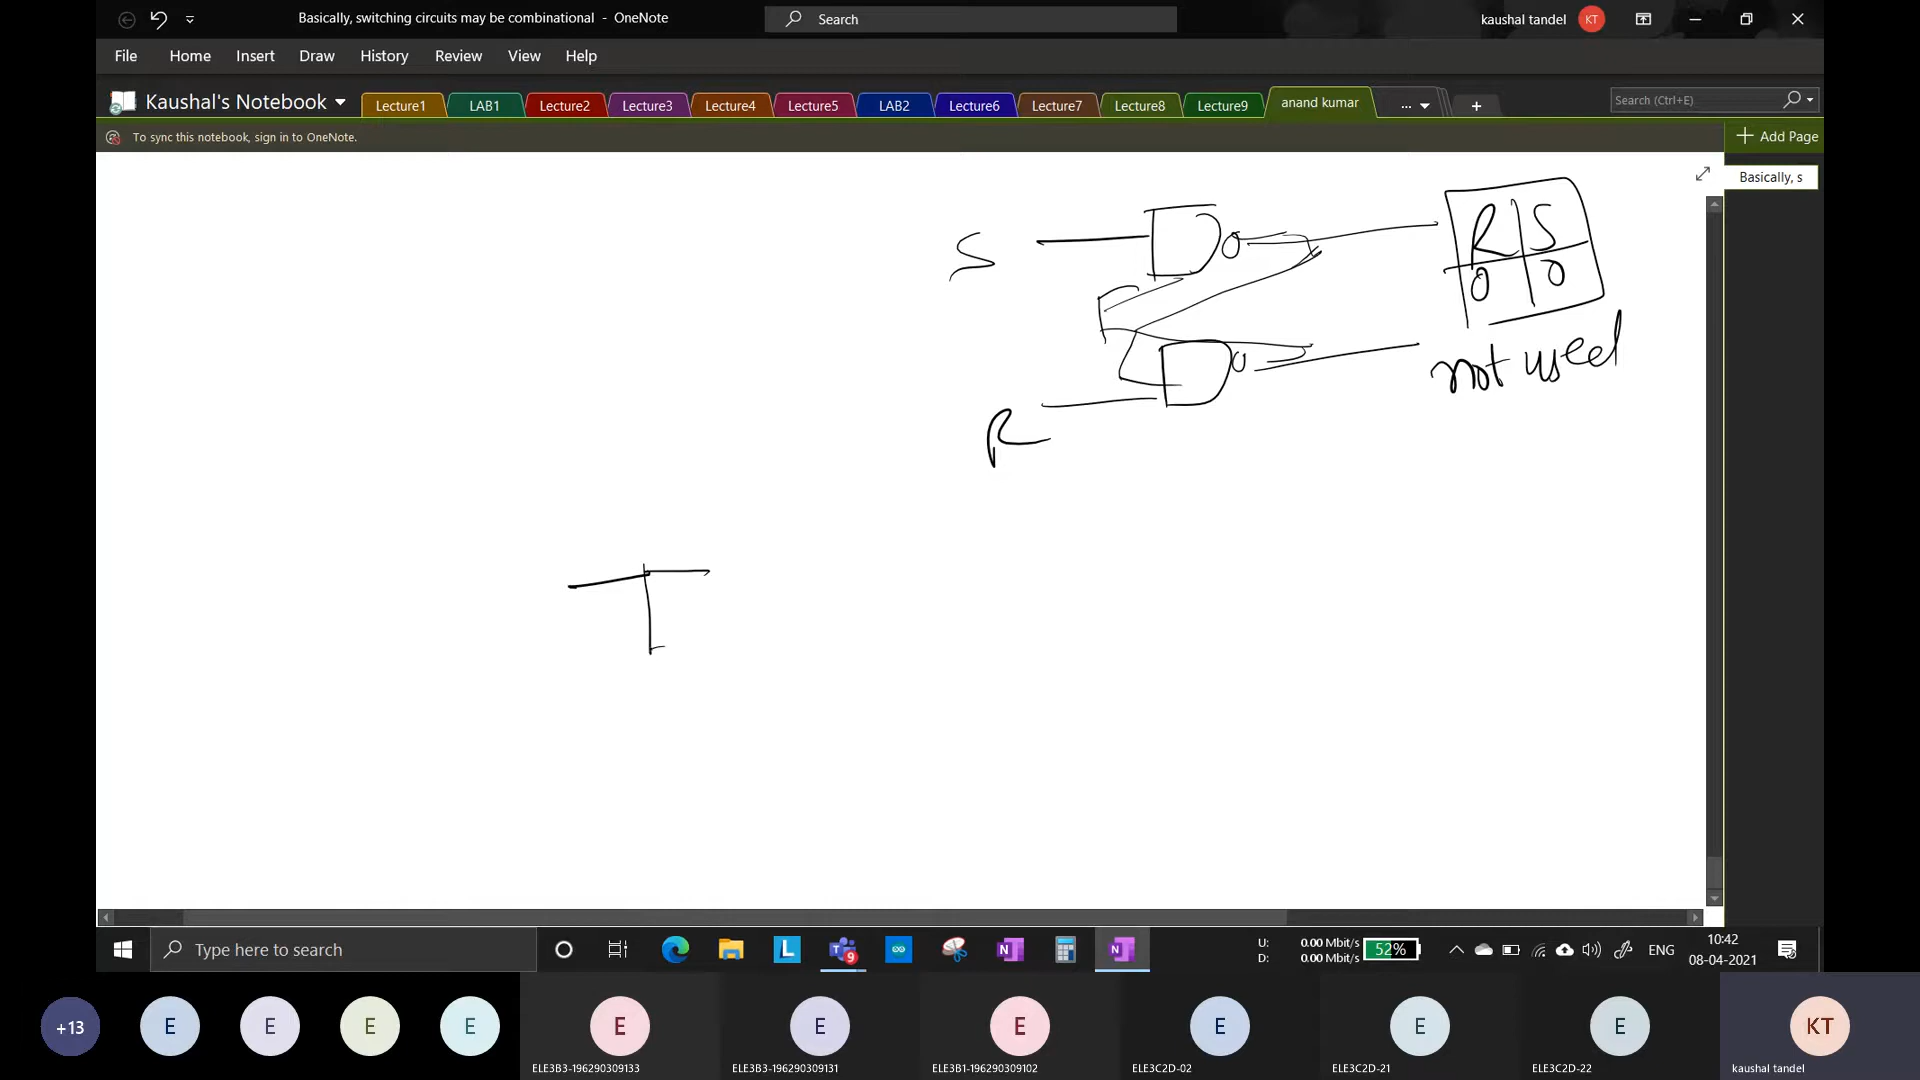 Basically, switching circuits may be combinational - OneNote
Search
kaushal tandel
KT
File Home Insert Draw History Review View Help
Kaushal's Notebook
Lecture1 LAB1 Lecture2 Lecture3 Lecture4 Lecture5 LAB2 Lecture6 Lecture7 Lecture8 Lecture9 anand kumar ...
Search (Ctrl+E)
To sync this notebook, sign in to OneNote.
Add Page
Basically, s
S
R S
0 0
not used
R
Type here to search
9
U: 0.00 Mbit/s
D: 0.00 Mbit/s
52%
ENG
10:42
08-04-2021
+13 E E E E E E E E E E KT
ELE3B3-196290309133 ELE3B3-196290309131 ELE3B1-196290309102 ELE3C2D-02 ELE3C2D-21 ELE3C2D-22 kaushal tandel